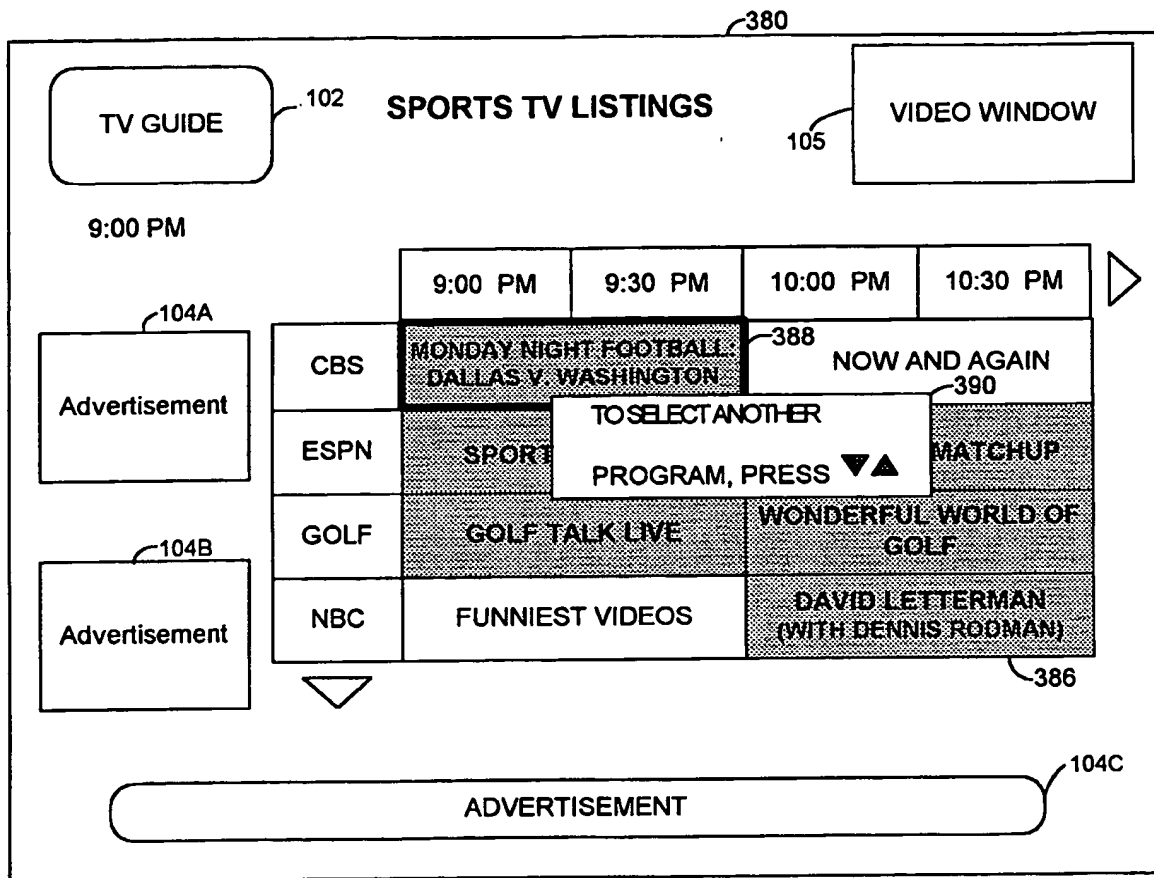 380
TV GUIDE
102
SPORTS TV LISTINGS
105
VIDEO WINDOW
9:00 PM
9:00 PM
9:30 PM
10:00 PM
10:30 PM
104A
Advertisement
CBS
MONDAY NIGHT FOOTBALL:
DALLAS V. WASHINGTON
388
NOW AND AGAIN
390
TO SELECT ANOTHER
PROGRAM, PRESS ▼▲
ESPN
SPORT
MATCHUP
GOLF
GOLF TALK LIVE
WONDERFUL WORLD OF
GOLF
104B
Advertisement
NBC
FUNNIEST VIDEOS
DAVID LETTERMAN
(WITH DENNIS RODMAN)
386
104C
ADVERTISEMENT